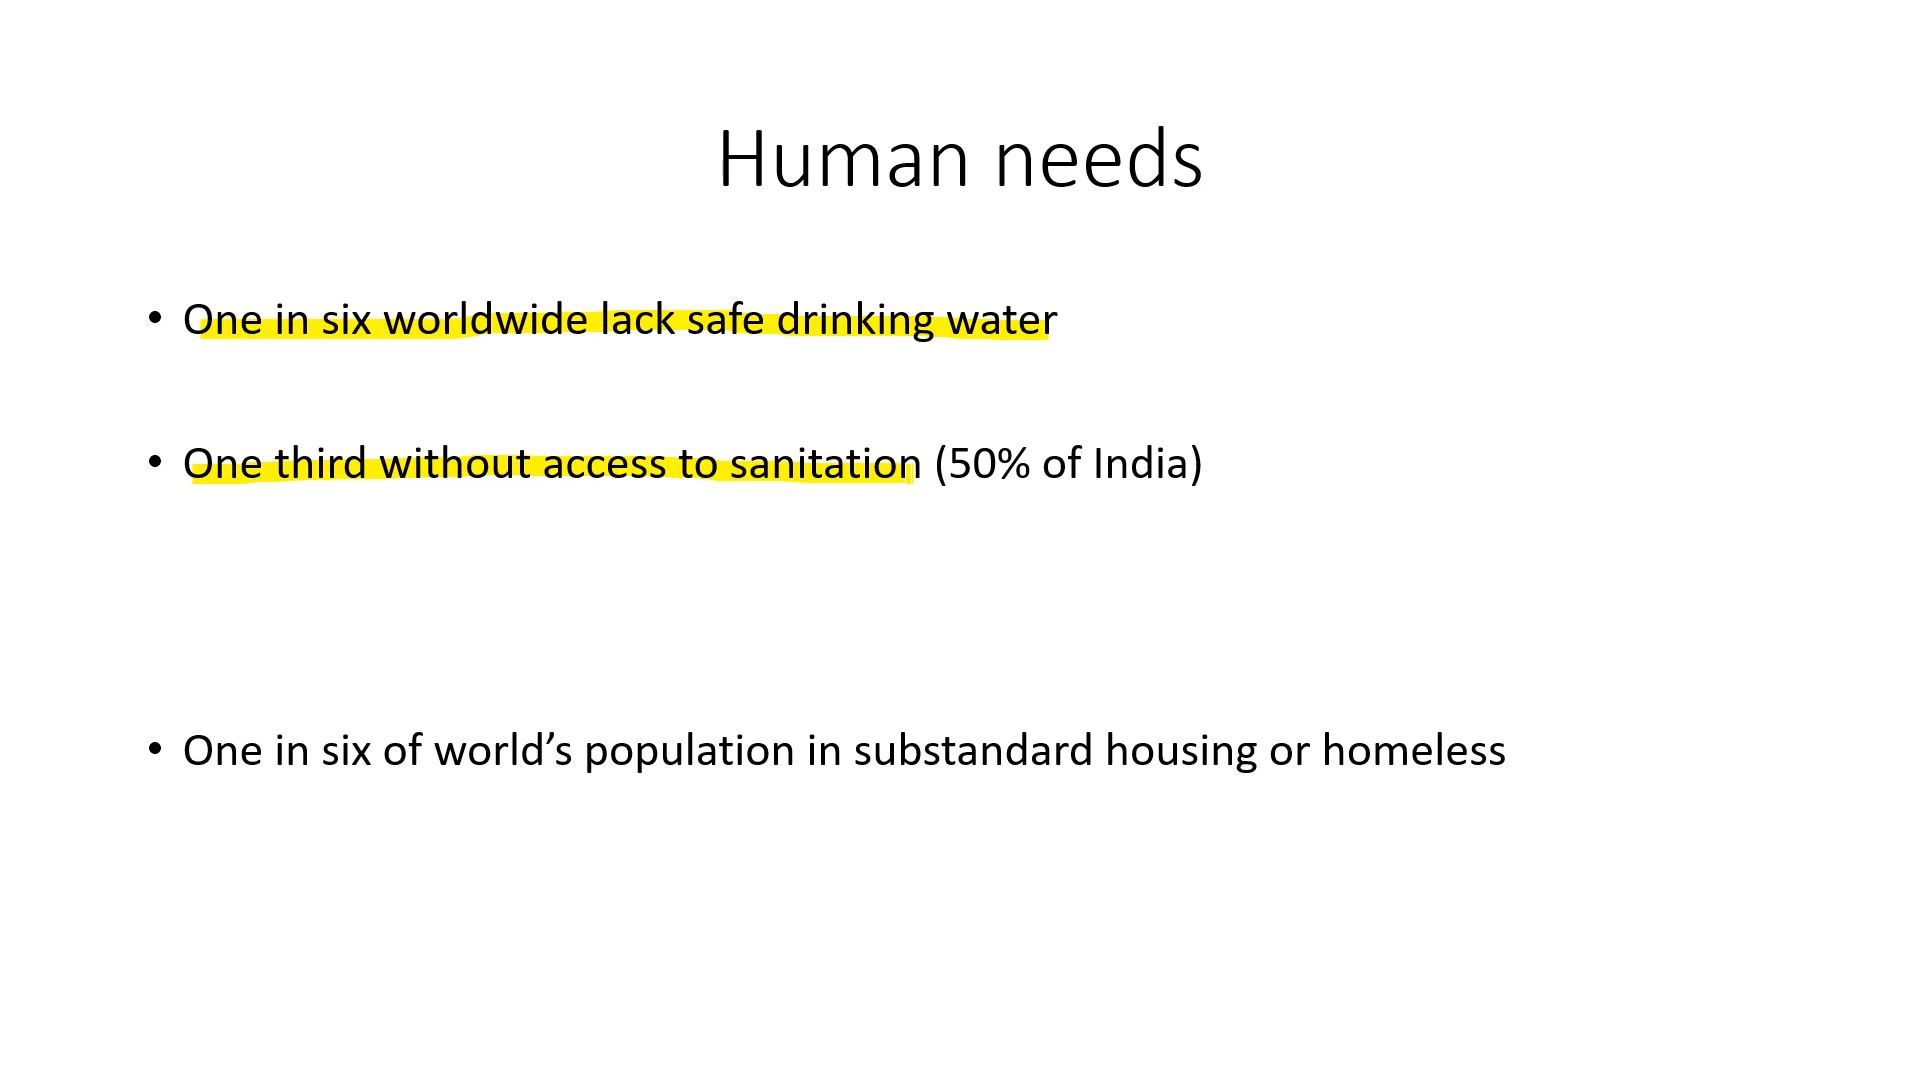 Human needs
• One in six worldwide lack safe drinking water
• One third without access to sanitation (50% of India)
• One in six of world’s population in substandard housing or homeless